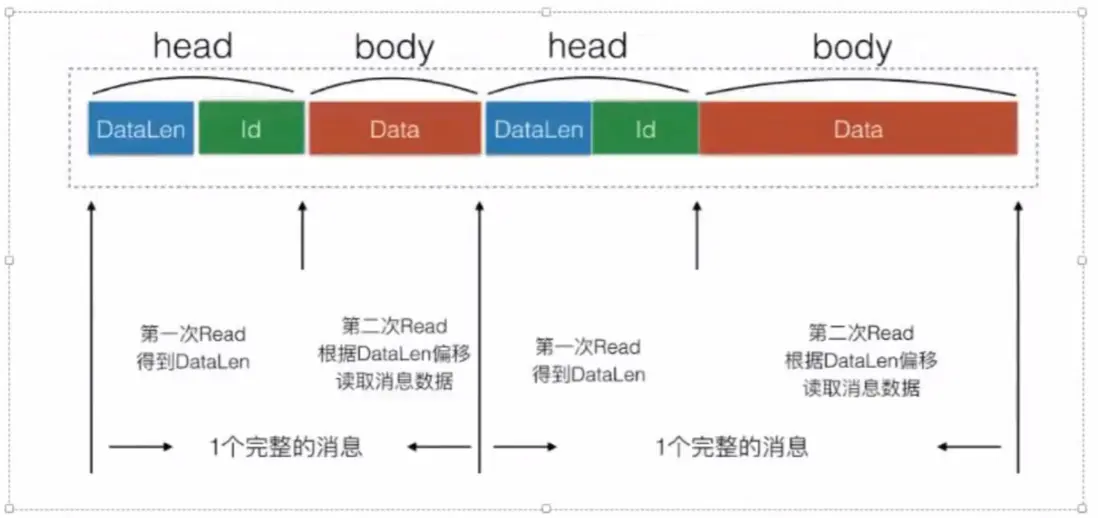 head body head body
DataLen Id Data DataLen Id Data
第一次Read
得到DataLen
第二次Read
根据DataLen偏移
读取消息数据
第一次Read
得到DataLen
第二次Read
根据DataLen偏移
读取消息数据
1个完整的消息
1个完整的消息